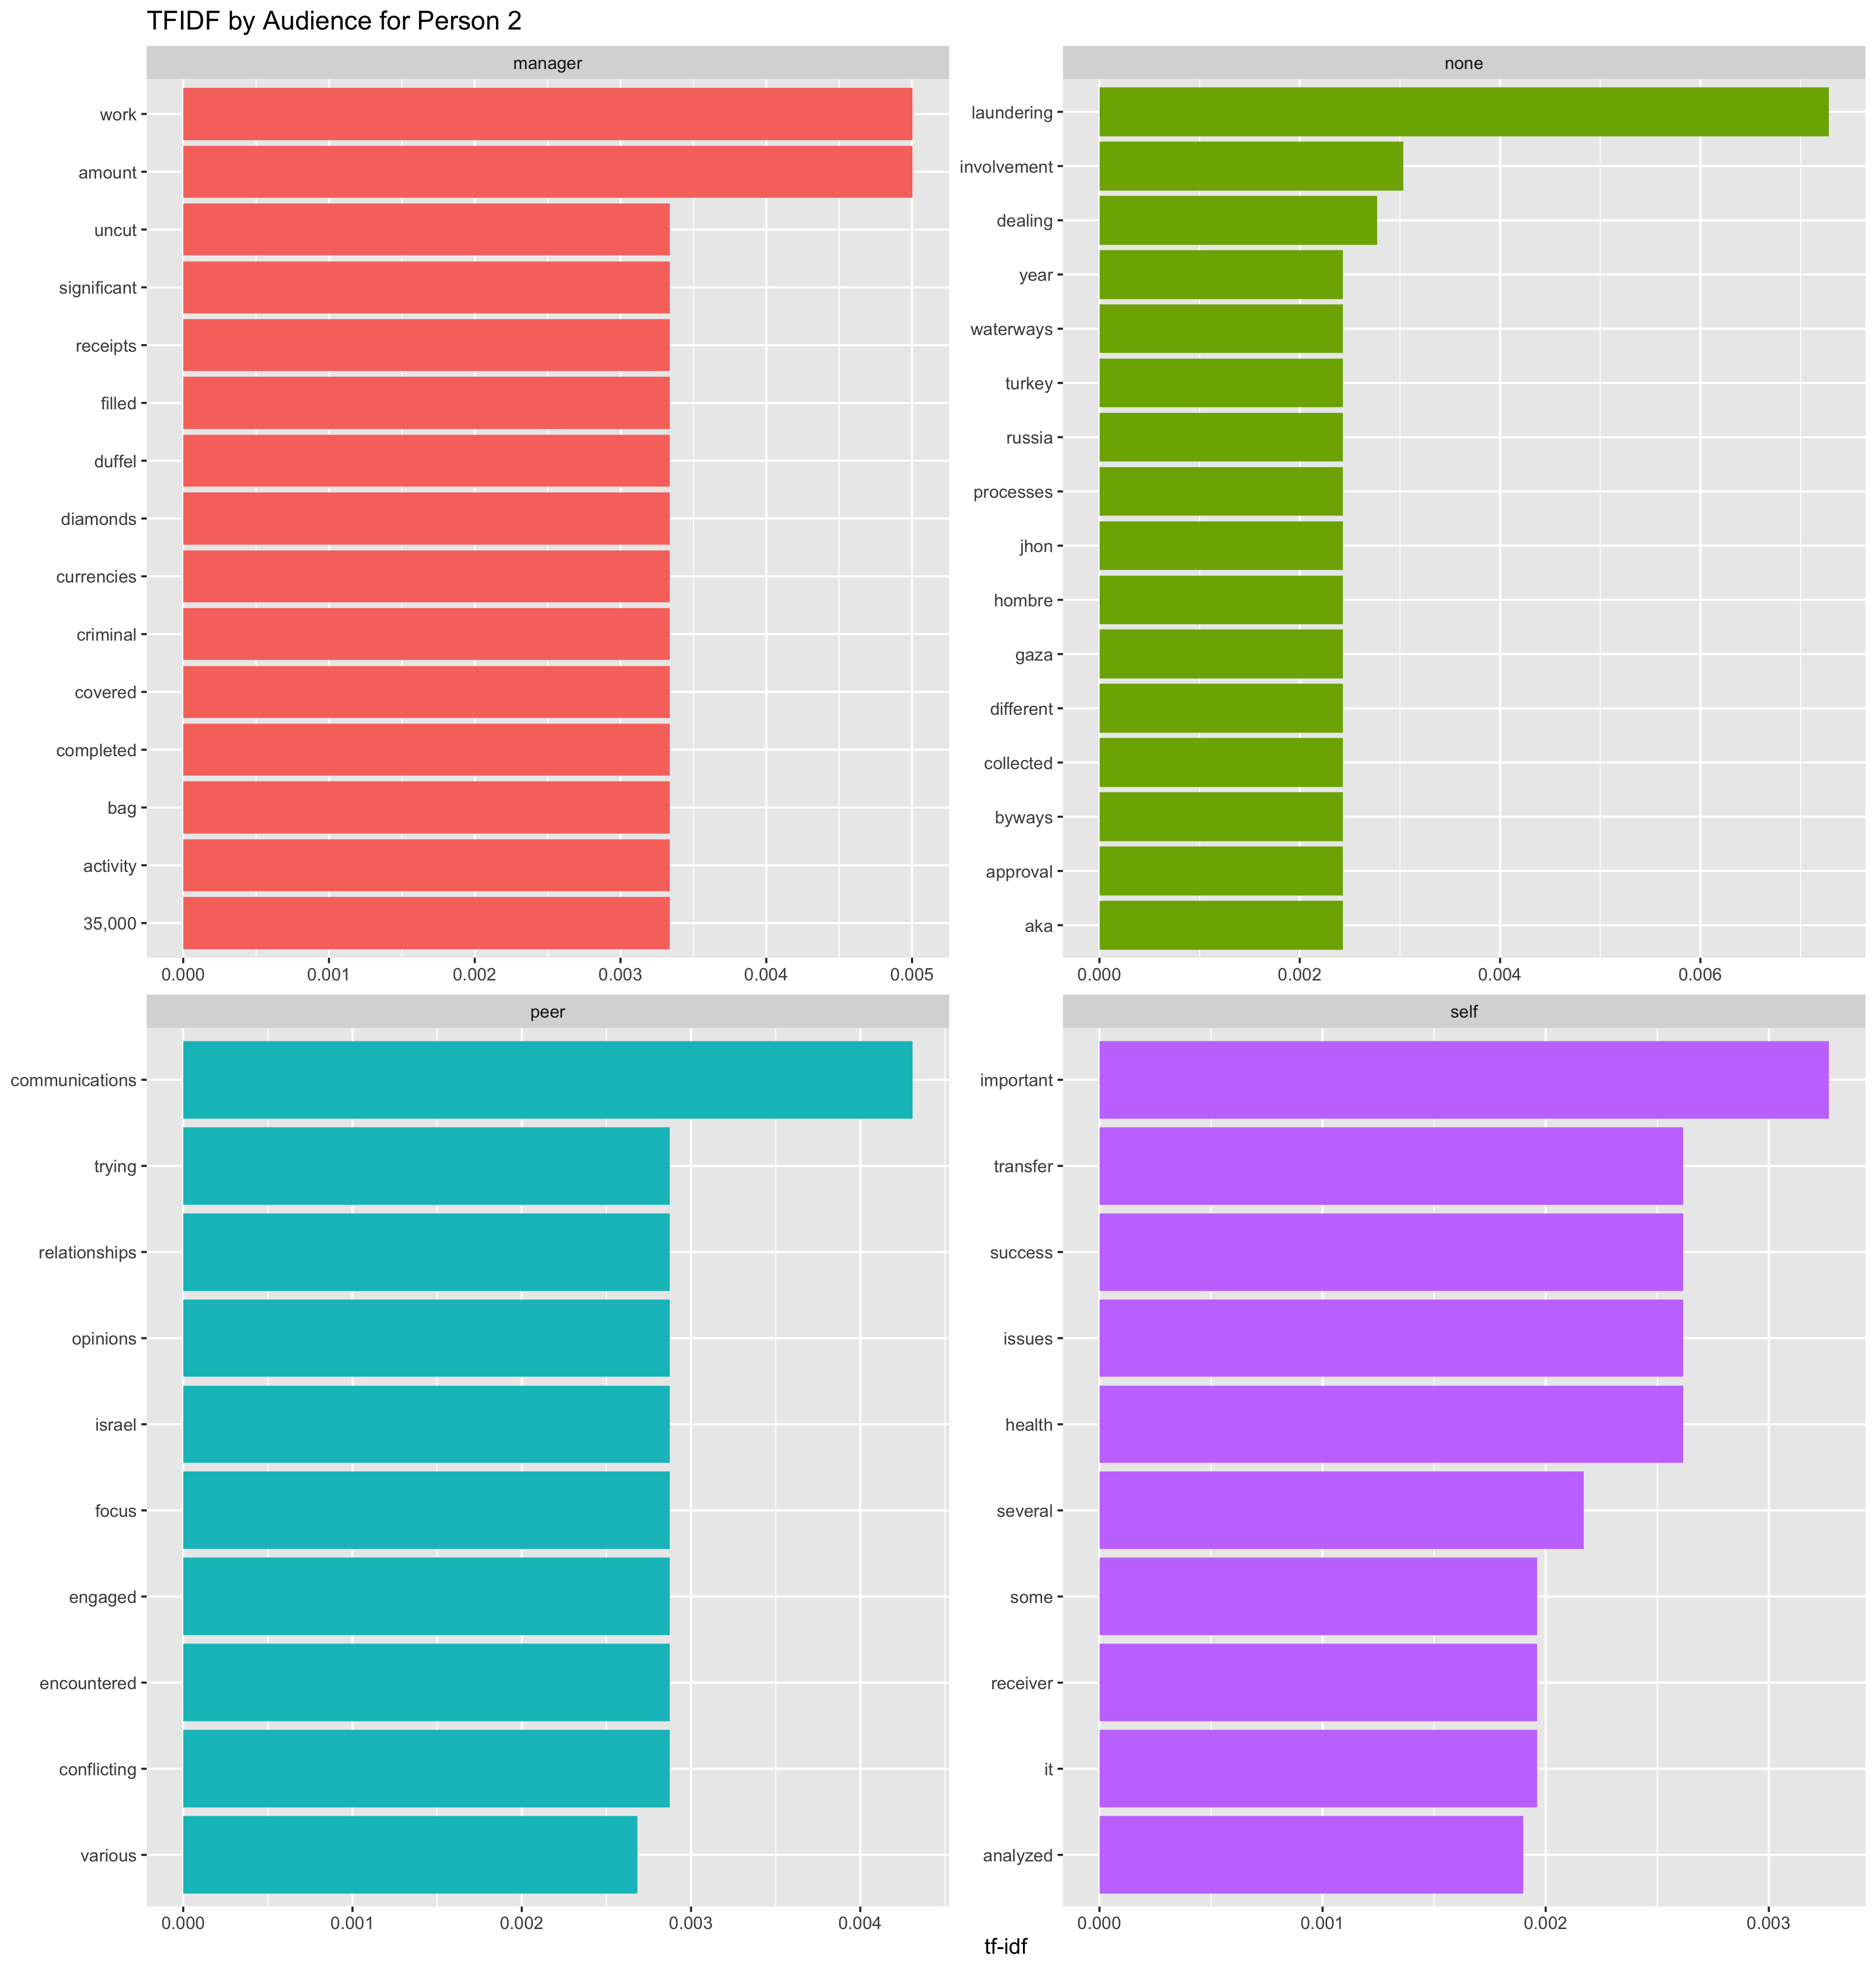 TFIDF by Audience for Person 2
manager
work
amount
uncut
significant
receipts
filled
duffel
diamonds
currencies
criminal
covered
completed
bag
activity
35,000
0.000 0.001 0.002 0.003 0.004 0.005
none
laundering
involvement
dealing
year
waterways
turkey
russia
processes
jhon
hombre
gaza
different
collected
byways
approval
aka
0.000 0.002 0.004 0.006
peer
communications
trying
relationships
opinions
israel
focus
engaged
encountered
conflicting
various
0.000 0.001 0.002 0.003 0.004
self
important
transfer
success
issues
health
several
some
receiver
it
analyzed
0.000 0.001 0.002 0.003
tf-idf